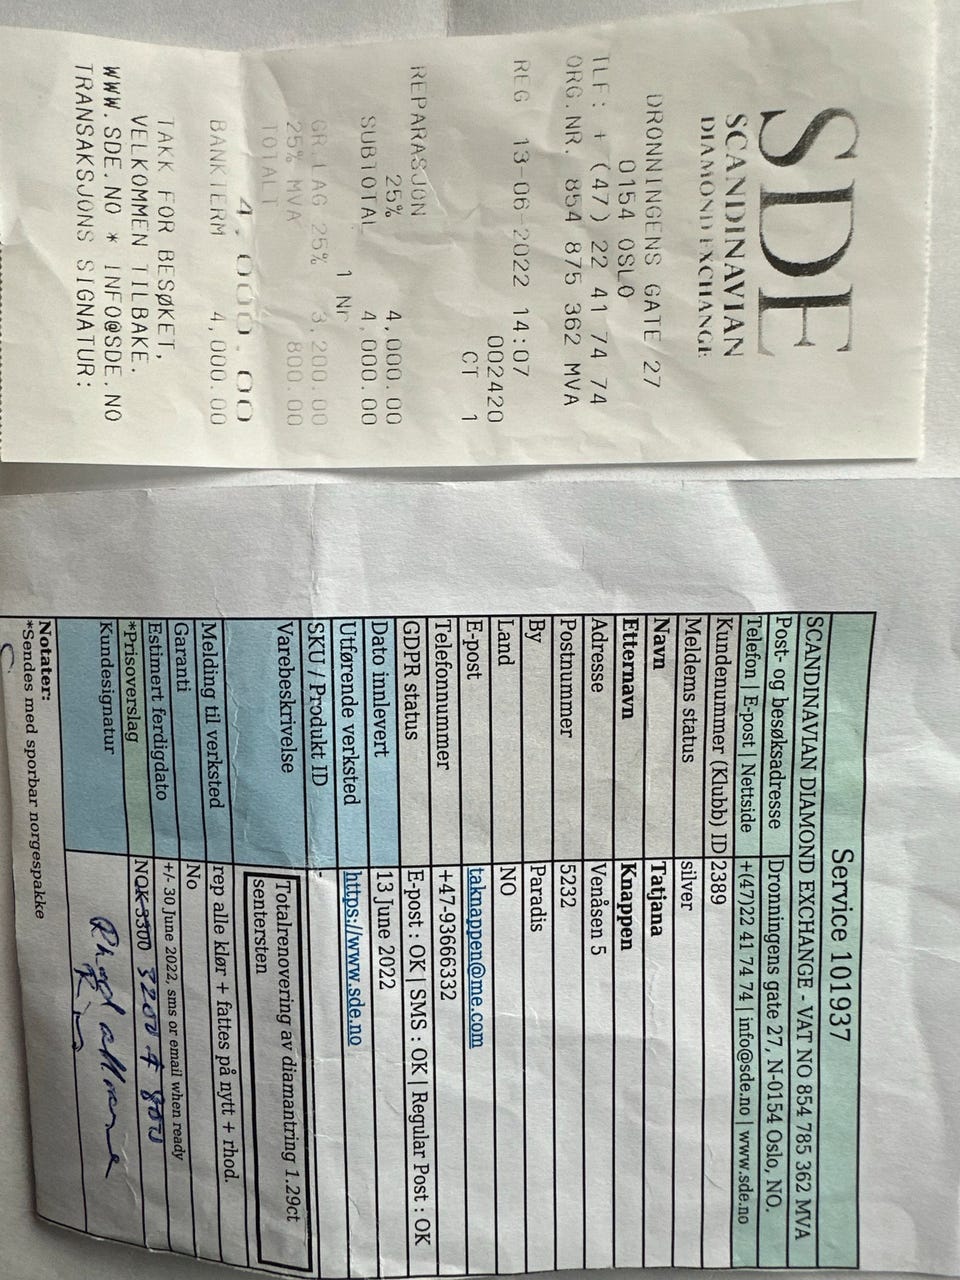 SDE
SCANDINAVIAN
DIAMOND EXCHANGE
DRONNINGENS GATE 27
0154 OSLO
TLF: + (47) 22 41 74 74
ORG.NR. 854 875 362 MVA
REG 13-06-2022 14:07
002420
CT 1
REPARASJON
25% 4,000.00
1 Nr
SUBTOTAL 4,000.00
GR.LAG 25% 3,200.00
25% MVA 800.00
TOTALT
4,000.00
BANKTERM 4,000.00
TAKK FOR BESØKET,
VELKOMMEN TILBAKE.
WWW.SDE.NO * INFO@SDE.NO
TRANSAKSJONS SIGNATUR:
Service 101937
SCANDINAVIAN DIAMOND EXCHANGE - VAT NO 854 785 362 MVA
Post- og besøksadresse Dronningens gate 27, N-0154 Oslo, NO.
Telefon | E-post | Nettside +(47)22 41 74 74 | info@sde.no | www.sde.no
Kundenummer (Klubb) ID 2389
Meldems status silver
Navn Tatjana
Etternavn Knappen
Adresse Venåsen 5
Postnummer 5232
By Paradis
Land NO
E-post taknappen@me.com
Telefonnummer +47-93666332
GDPR status E-post : OK | SMS : OK | Regular Post : OK
Dato innlevert 13 June 2022
Utførende verksted https://www.sde.no
SKU / Produkt ID -
Varebeskrivelse Totalrenovering av diamantring 1.29ct
sentersten
Melding til verksted rep alle klør + fattes på nytt + rhod.
Garanti No
Estimert ferdigdato +/- 30 June 2022, sms or email when ready
*Prisoverslag NOK 3500 3200 + 800
Kundesignatur
Notater:
*Sendes med sporbar norgespakke